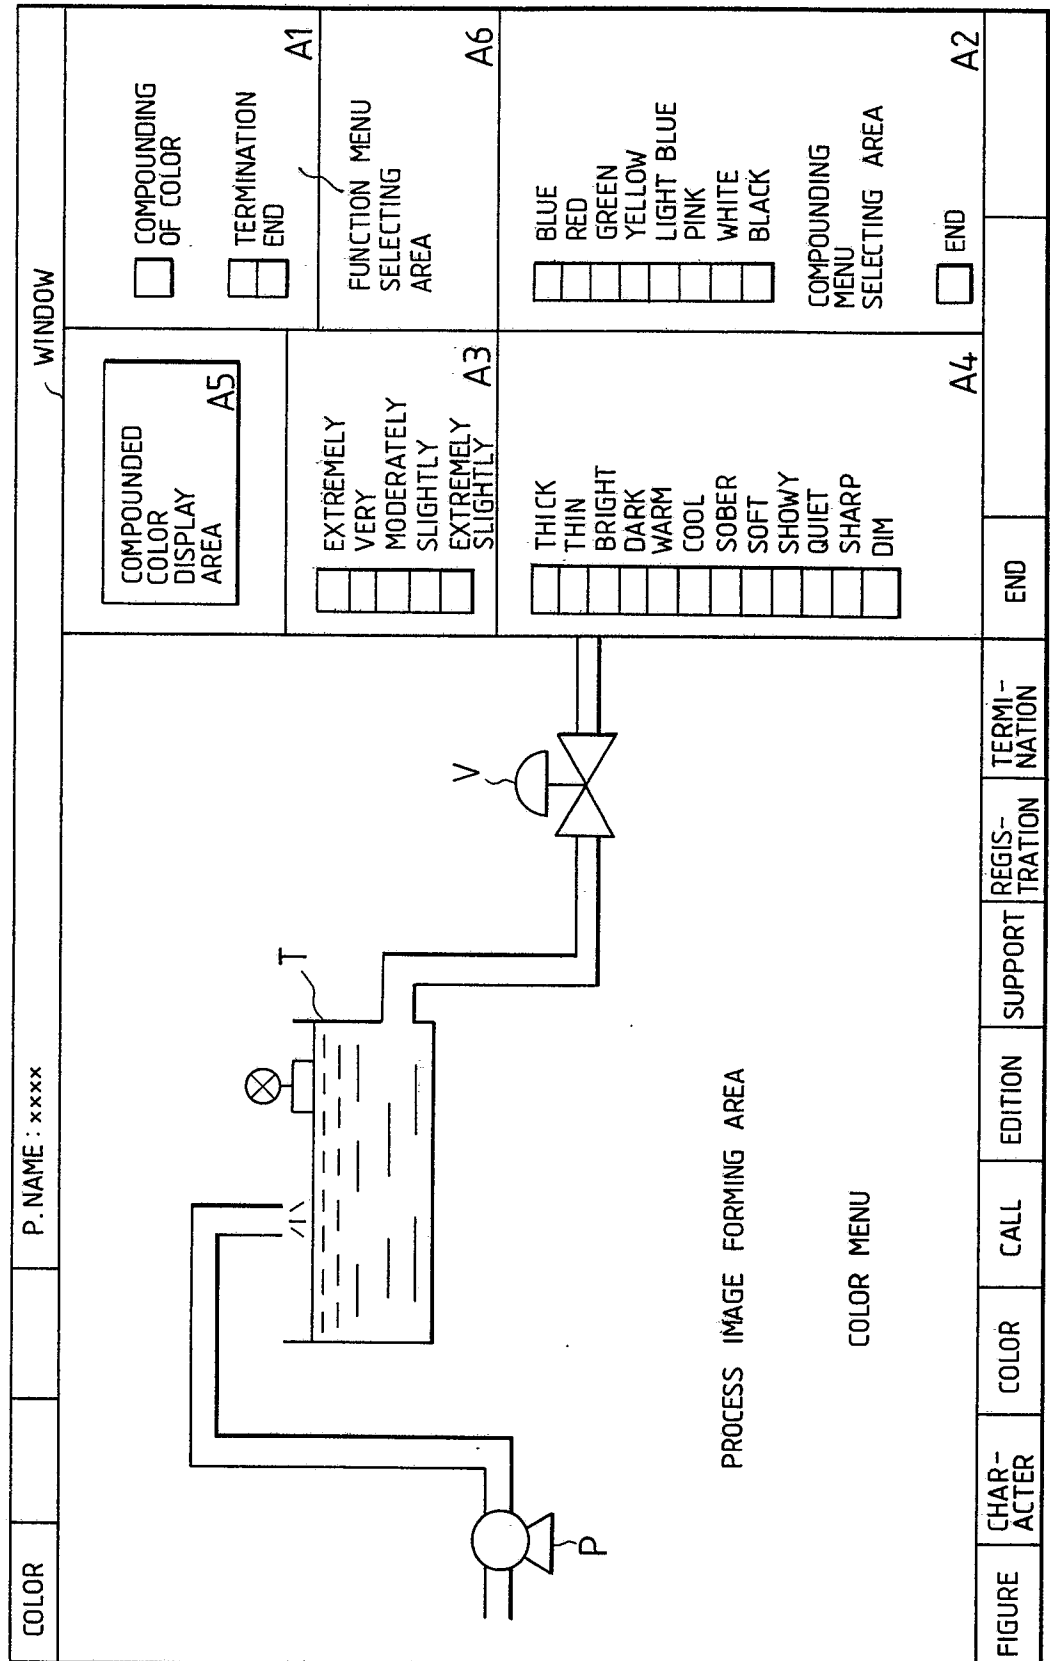 COLOR
P.NAME:xxxx
WINDOW
COMPOUNDED
COLOR
DISPLAY
AREA
A5
COMPOUNDING
OF COLOR
TERMINATION
END
A1
EXTREMELY
VERY
MODERATELY
SLIGHTLY
EXTREMELY
SLIGHTLY
A3
FUNCTION MENU
SELECTING
AREA
A6
THICK
THIN
BRIGHT
DARK
WARM
COOL
SOBER
SOFT
SHOWY
QUIET
SHARP
DIM
A4
BLUE
RED
GREEN
YELLOW
LIGHT BLUE
PINK
WHITE
BLACK
COMPOUNDING
MENU
SELECTING AREA
END
A2
T
V
P
PROCESS IMAGE FORMING AREA
COLOR MENU
FIGURE
CHAR-
ACTER
COLOR
CALL
EDITION
SUPPORT
REGIS-
TRATION
TERMI-
NATION
END